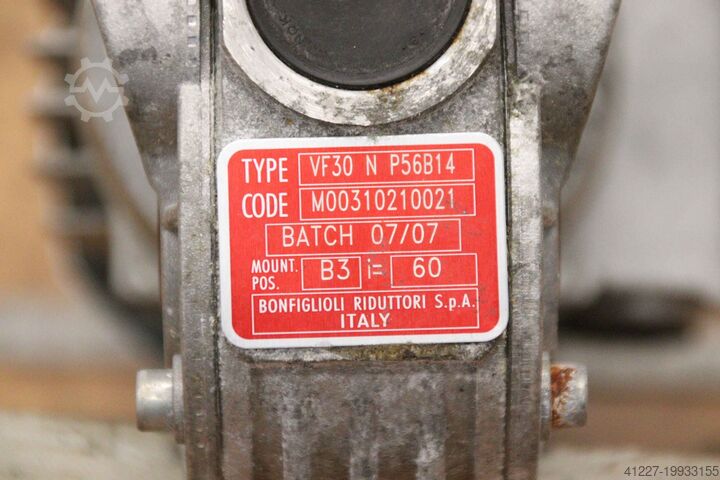 TYPE VF30 N P56B14
CODE M00310210021
BATCH 07/07
MOUNT. POS. B3 i= 60
BONFIGLIOLI RIDUTTORI S.p.A.
ITALY
41227-19933155